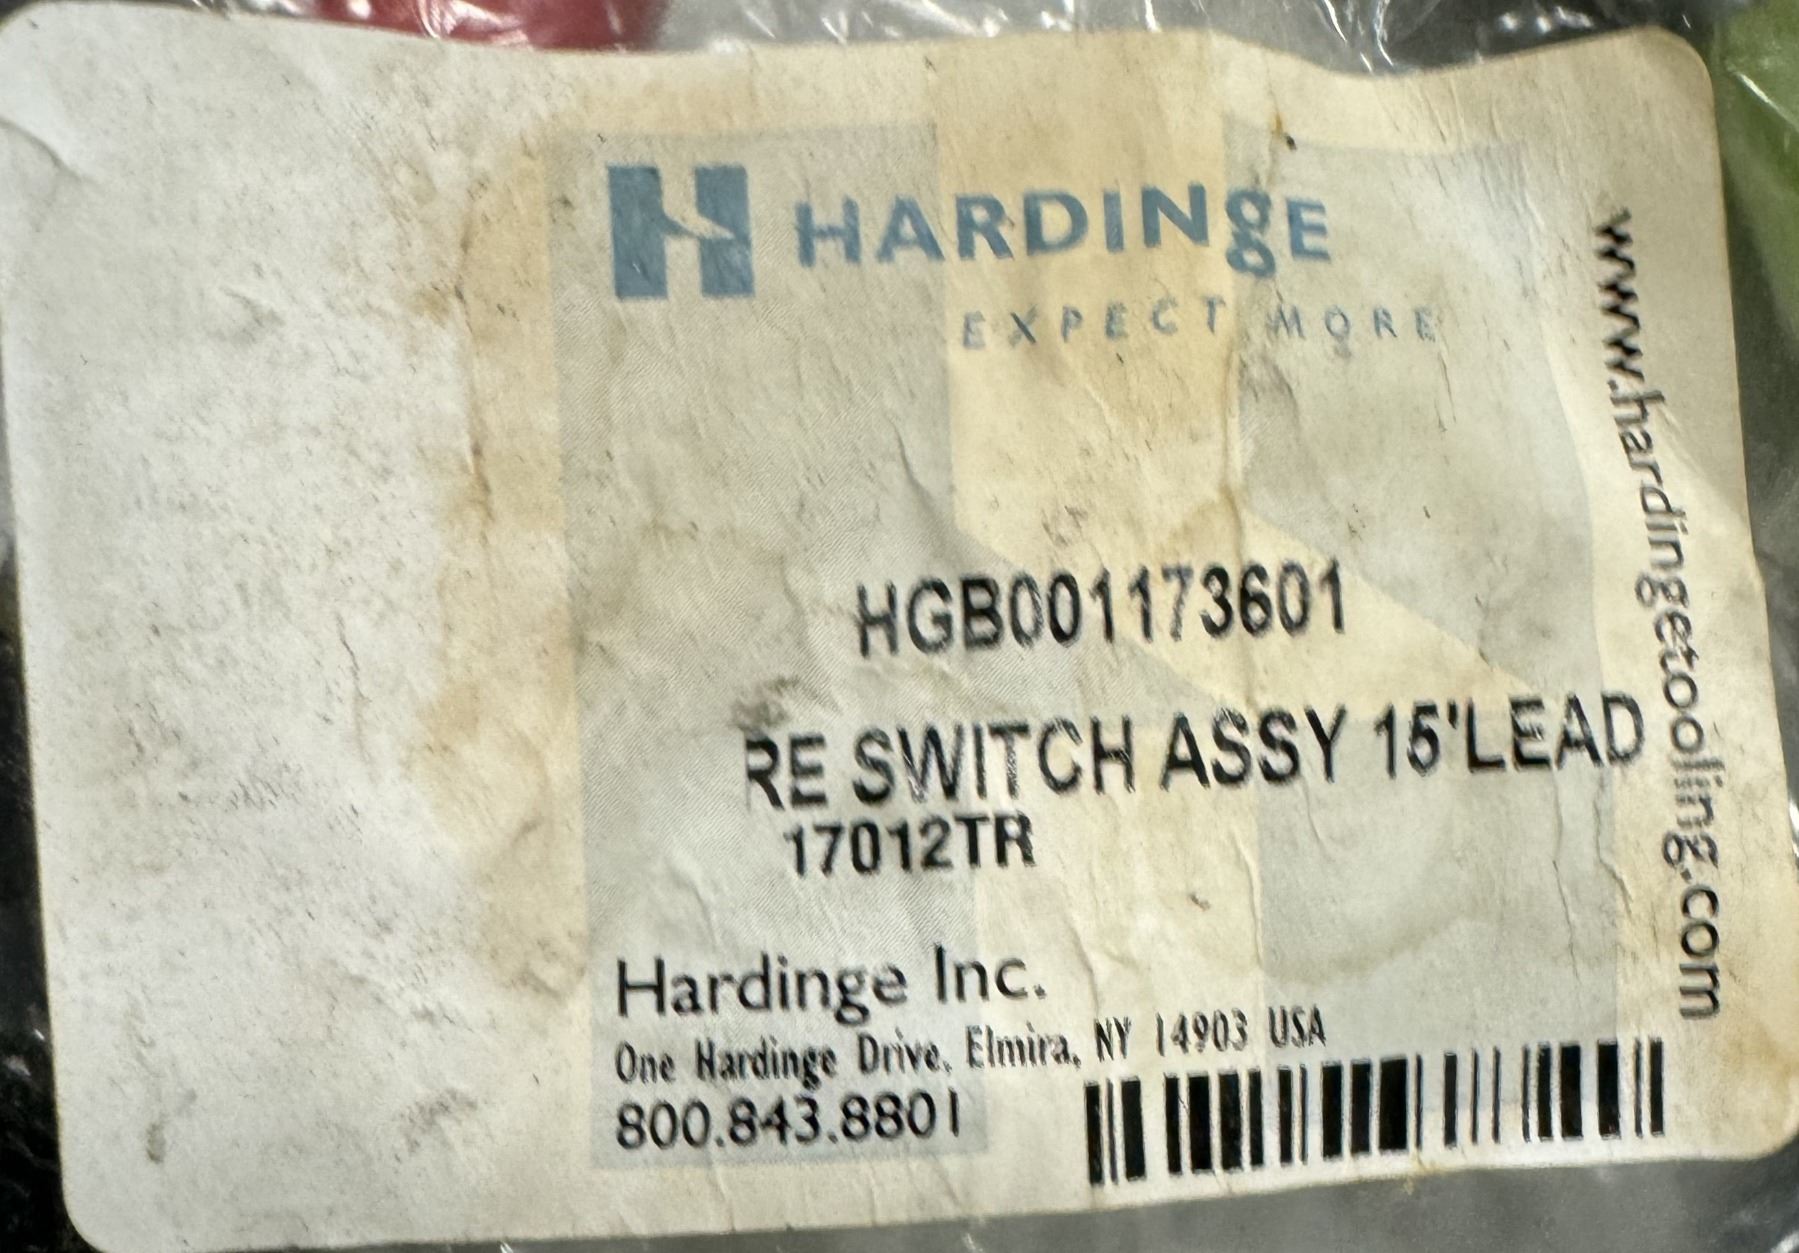 HARDINgE
EXPECT MORE
www.hardingetooling.com
HGB001173601
RE SWITCH ASSY 15'LEAD
17012TR
Hardinge Inc.
One Hardinge Drive, Elmira, NY 14903 USA
800.843.8801